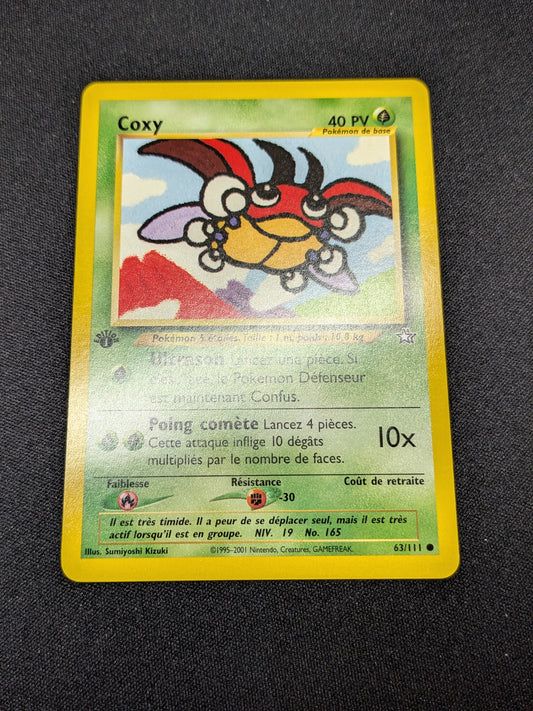 Coxy
40 PV
Pokémon de base
ÉDITION
1
Pokémon 5 étoiles. Taille : 1 m, poids: 10,8 kg
Ultrason Lancez une pièce. Si
c'est face, le Pokémon Défenseur
est maintenant Confus.
Poing comète Lancez 4 pièces.
Cette attaque inflige 10 dégâts
multipliés par le nombre de faces.
10x
Faiblesse
Résistance
Coût de retraite
-30
Il est très timide. Il a peur de se déplacer seul, mais il est très
actif lorsqu'il est en groupe. NIV. 19 No. 165
Illus. Sumiyoshi Kizuki
©1995-2001 Nintendo, Creatures, GAMEFREAK.
63/111